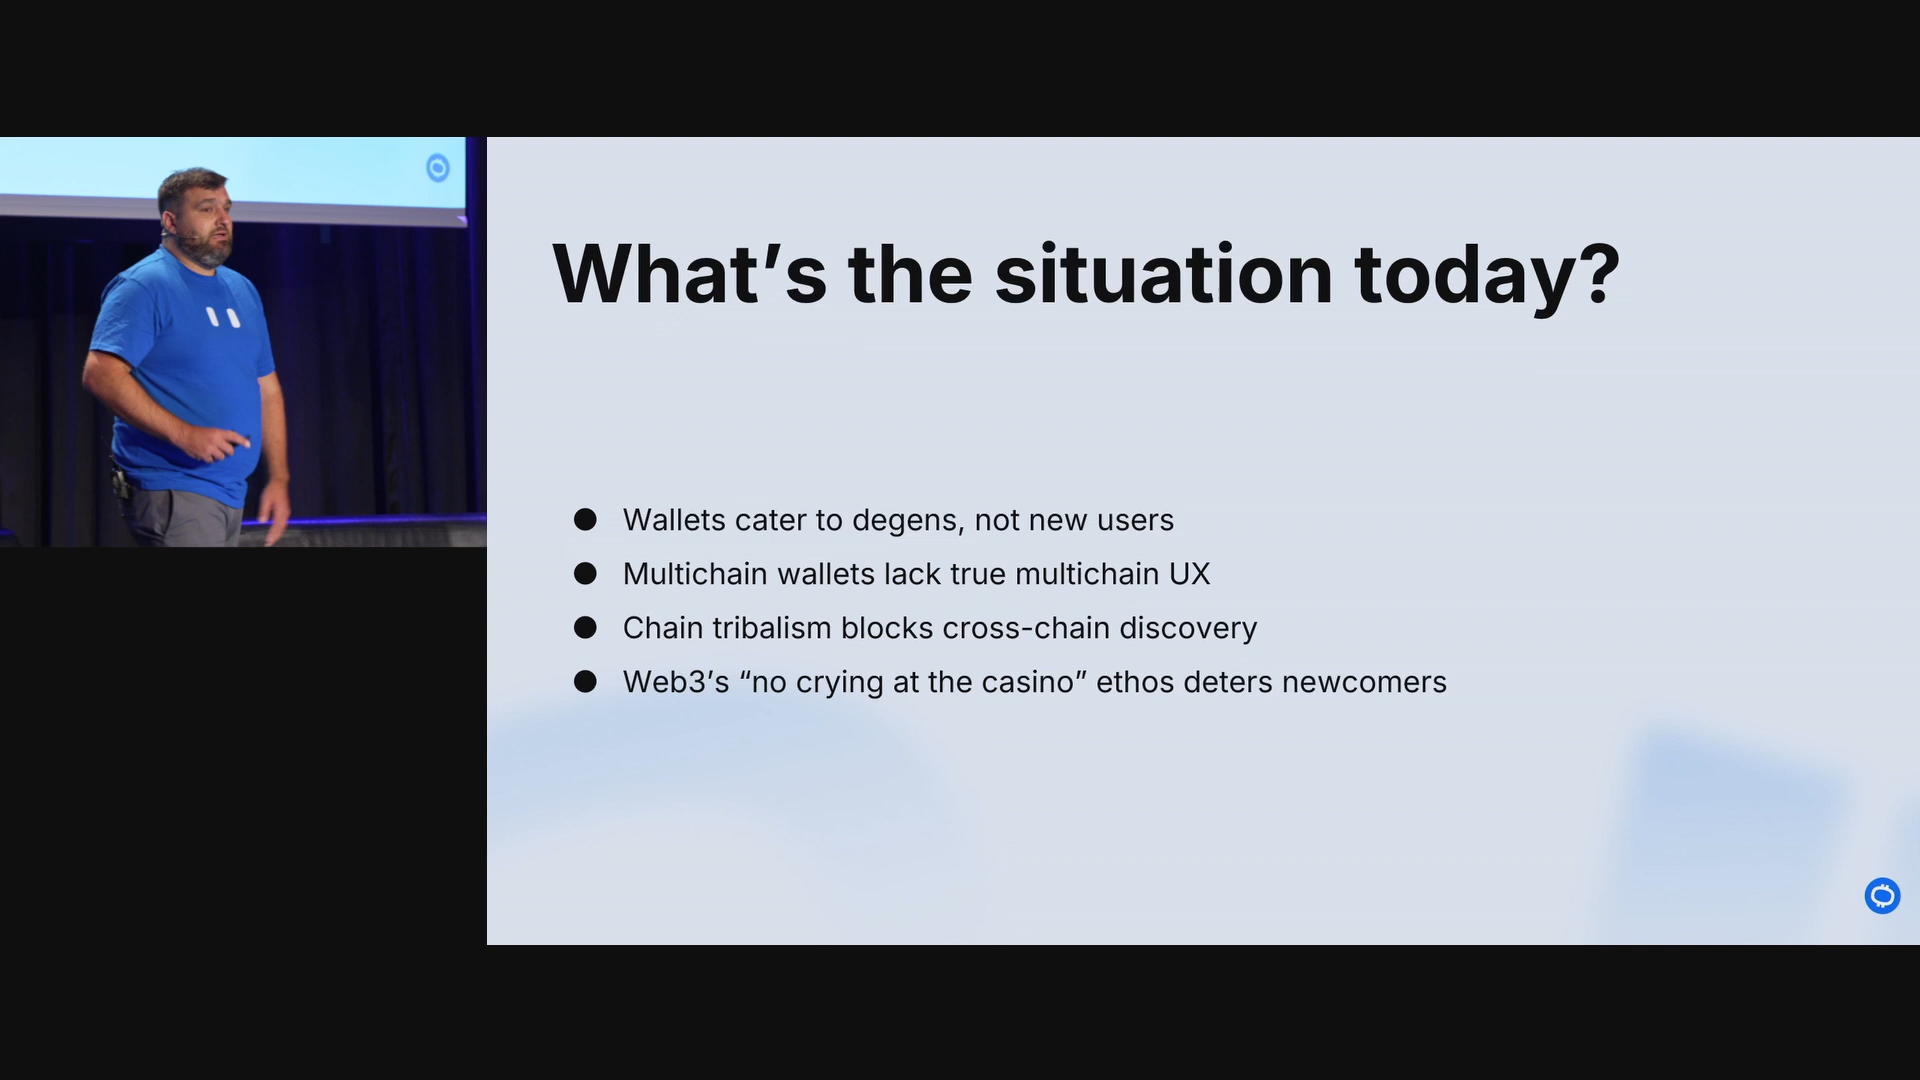 What’s the situation today?
● Wallets cater to degens, not new users
● Multichain wallets lack true multichain UX
● Chain tribalism blocks cross-chain discovery
● Web3’s “no crying at the casino” ethos deters newcomers